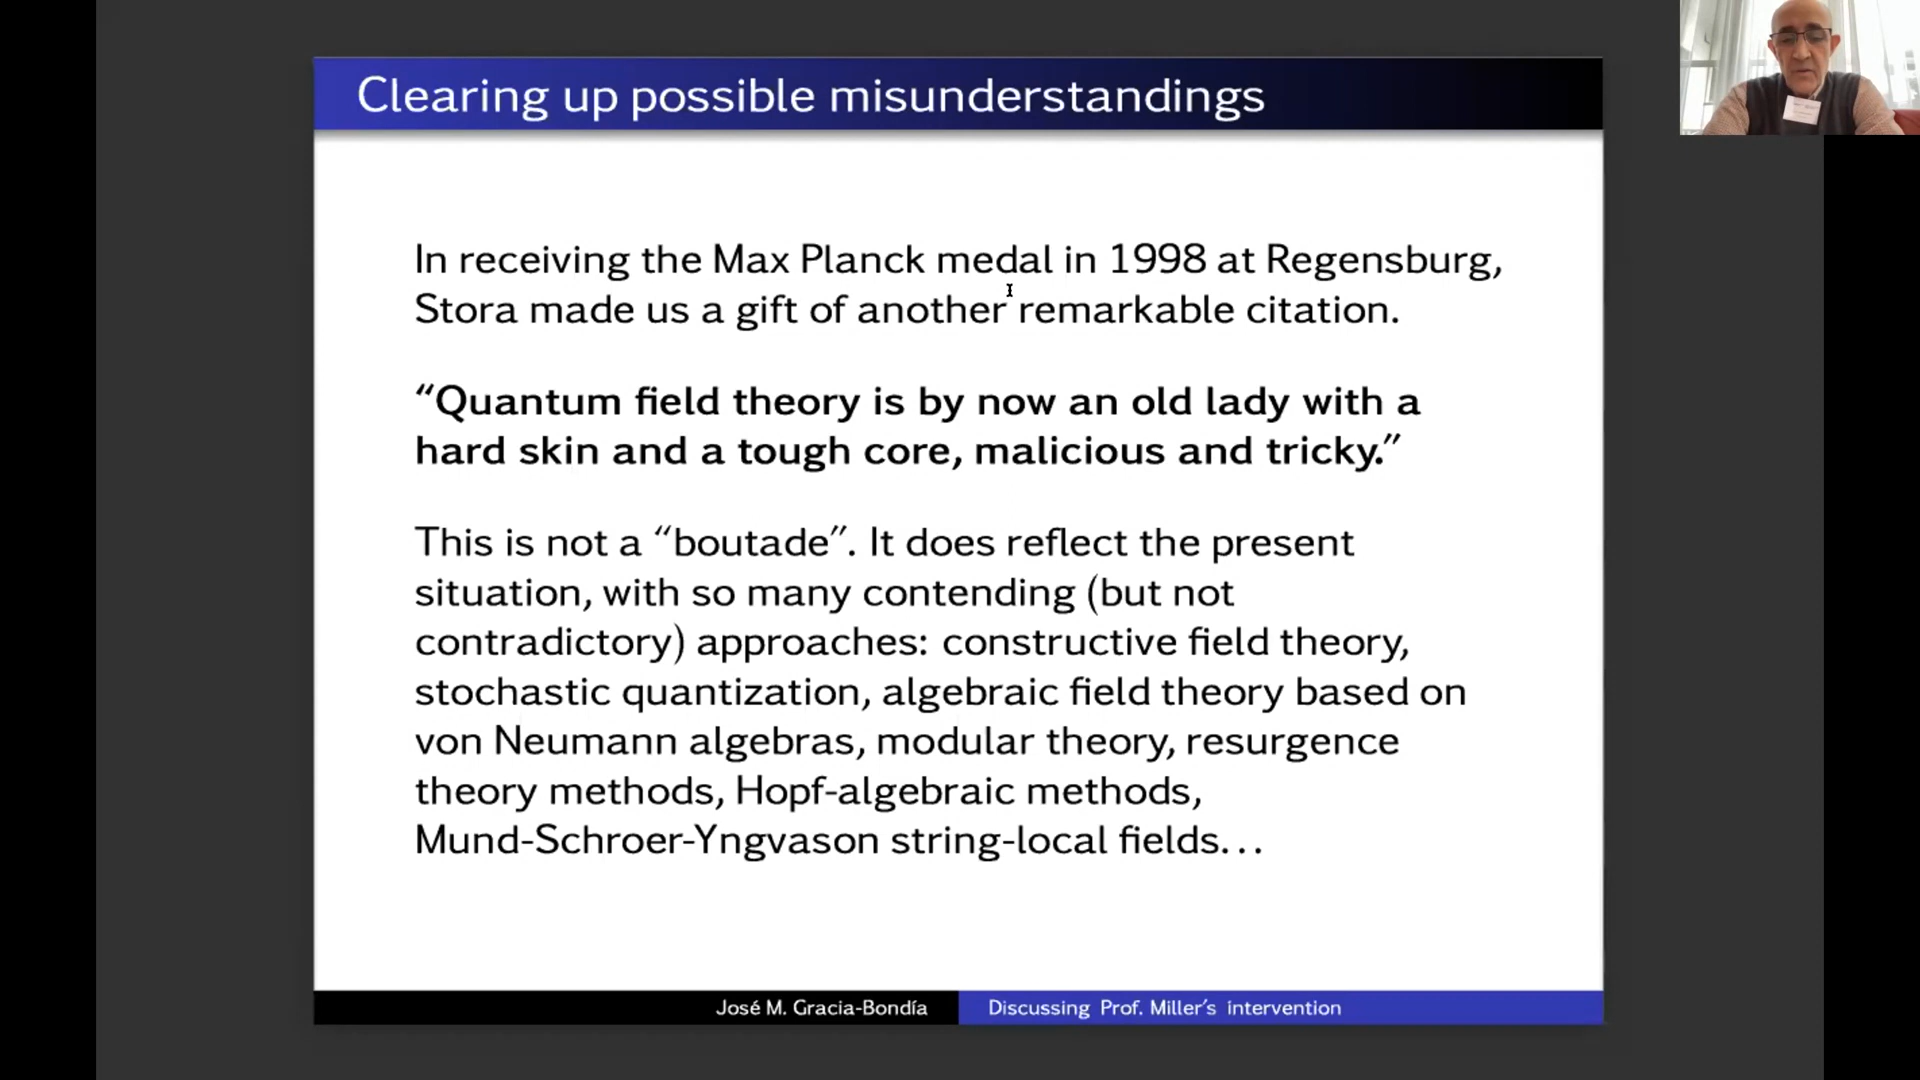 Clearing up possible misunderstandings
In receiving the Max Planck medal in 1998 at Regensburg,
Stora made us a gift of another remarkable citation.
“Quantum field theory is by now an old lady with a
hard skin and a tough core, malicious and tricky.”
This is not a “boutade”. It does reflect the present
situation, with so many contending (but not
contradictory) approaches: constructive field theory,
stochastic quantization, algebraic field theory based on
von Neumann algebras, modular theory, resurgence
theory methods, Hopf-algebraic methods,
Mund-Schroer-Yngvason string-local fields...
José M. Gracia-Bondía
Discussing Prof. Miller's intervention